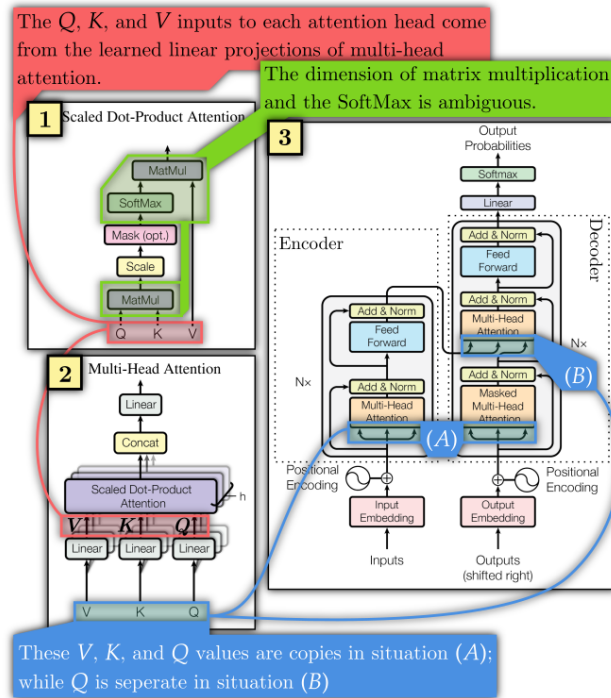 The Q, K, and V inputs to each attention head come
from the learned linear projections of multi-head
attention.
The dimension of matrix multiplication
and the SoftMax is ambiguous.
1
Scaled Dot-Product Attention
MatMul
SoftMax
Mask (opt.)
Scale
MatMul
Q K V
2
Multi-Head Attention
Linear
Concat
Scaled Dot-Product
Attention
h
V K Q
Linear Linear Linear
V K Q
3
Output
Probabilities
Softmax
Linear
Encoder
Decoder
Add & Norm
Feed
Forward
Add & Norm
Multi-Head
Attention
N×
(B)
Add & Norm
Masked
Multi-Head
Attention
Add & Norm
Feed
Forward
N×
Add & Norm
Multi-Head
Attention
(A)
Positional
Encoding
Positional
Encoding
Input
Embedding
Output
Embedding
Inputs
Outputs
(shifted right)
These V, K, and Q values are copies in situation (A);
while Q is seperate in situation (B)